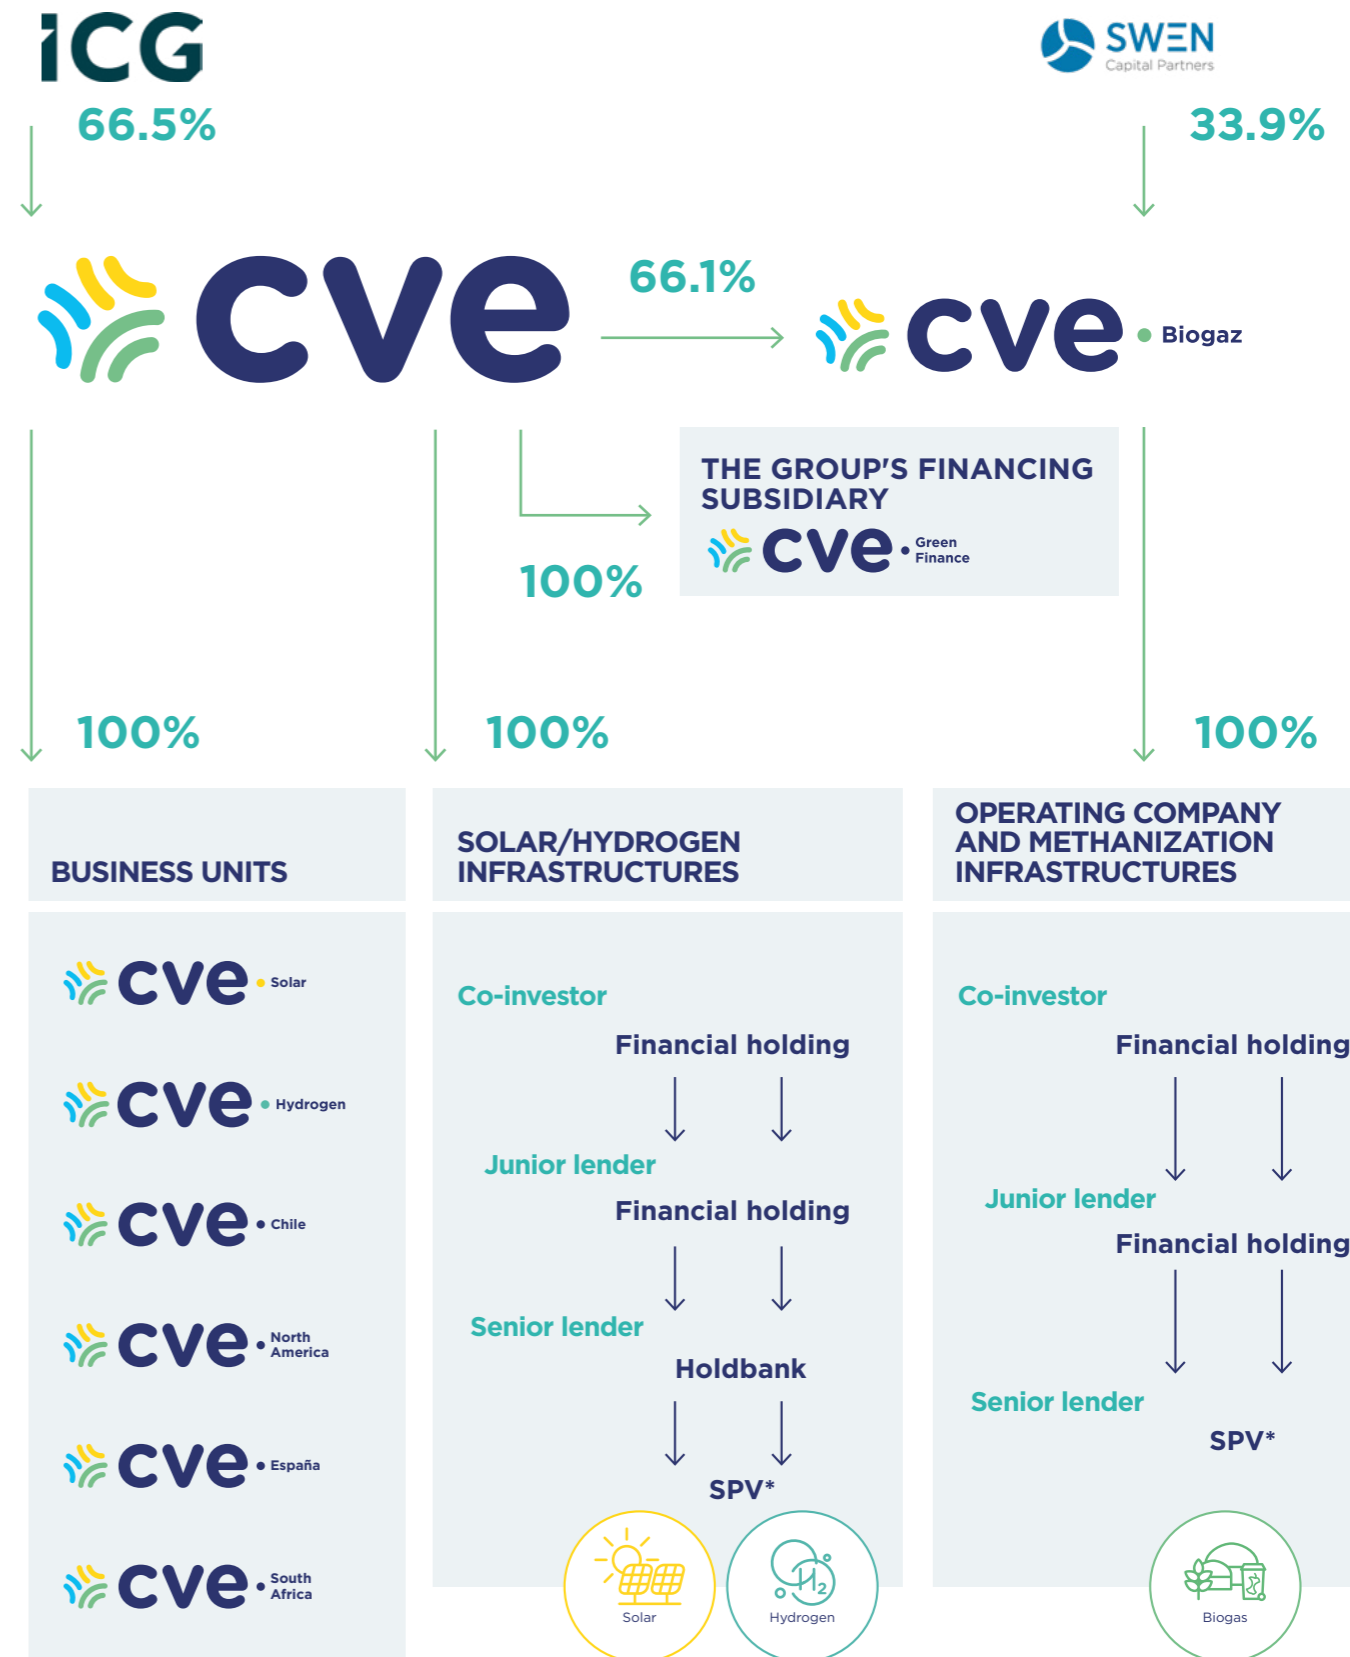 ICG
SWEN
Capital Partners
66.5%
33.9%
cve
66.1%
cve • Biogaz
THE GROUP'S FINANCING
SUBSIDIARY
cve • Green
Finance
100%
100%
100%
100%
BUSINESS UNITS
cve • Solar
cve • Hydrogen
cve • Chile
cve • North
America
cve • España
cve • South
Africa
SOLAR/HYDROGEN
INFRASTRUCTURES
Co-investor
Financial holding
Junior lender
Financial holding
Senior lender
Holdbank
SPV*
Solar
H2
Hydrogen
OPERATING COMPANY
AND METHANIZATION
INFRASTRUCTURES
Co-investor
Financial holding
Junior lender
Financial holding
Senior lender
SPV*
Biogas